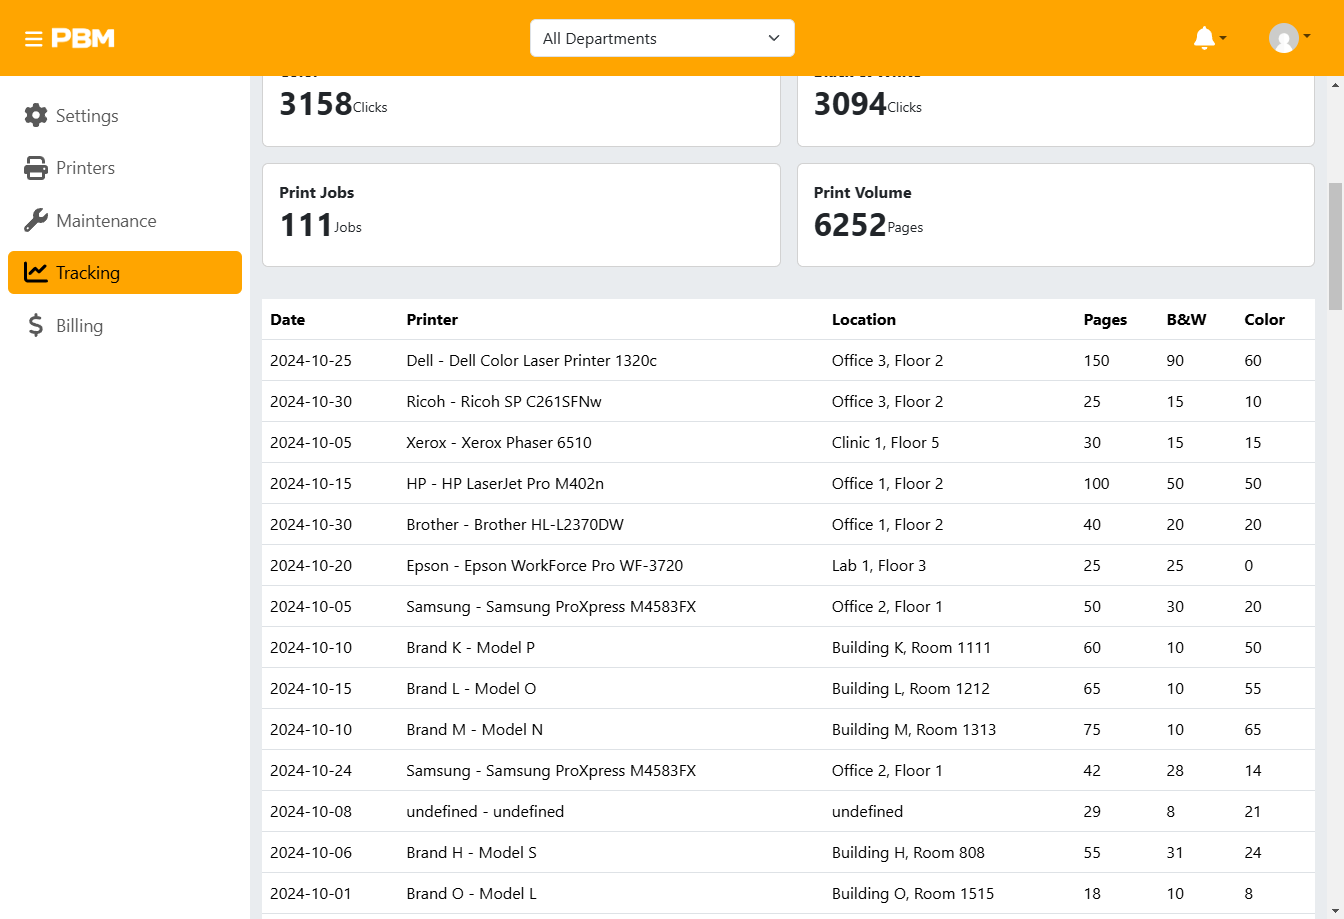 PBM
All Departments
Settings
Printers
Maintenance
Tracking
Billing
3158 Clicks
3094 Clicks
Print Jobs
111 Jobs
Print Volume
6252 Pages
Date Printer Location Pages B&W Color
2024-10-25 Dell - Dell Color Laser Printer 1320c Office 3, Floor 2 150 90 60
2024-10-30 Ricoh - Ricoh SP C261SFNw Office 3, Floor 2 25 15 10
2024-10-05 Xerox - Xerox Phaser 6510 Clinic 1, Floor 5 30 15 15
2024-10-15 HP - HP LaserJet Pro M402n Office 1, Floor 2 100 50 50
2024-10-30 Brother - Brother HL-L2370DW Office 1, Floor 2 40 20 20
2024-10-20 Epson - Epson WorkForce Pro WF-3720 Lab 1, Floor 3 25 25 0
2024-10-05 Samsung - Samsung ProXpress M4583FX Office 2, Floor 1 50 30 20
2024-10-10 Brand K - Model P Building K, Room 1111 60 10 50
2024-10-15 Brand L - Model O Building L, Room 1212 65 10 55
2024-10-10 Brand M - Model N Building M, Room 1313 75 10 65
2024-10-24 Samsung - Samsung ProXpress M4583FX Office 2, Floor 1 42 28 14
2024-10-08 undefined - undefined undefined 29 8 21
2024-10-06 Brand H - Model S Building H, Room 808 55 31 24
2024-10-01 Brand O - Model L Building O, Room 1515 18 10 8